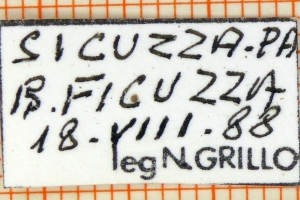 SICUZZA-PA
B. FICUZZA
18-VIII-88
leg N. GRILLO